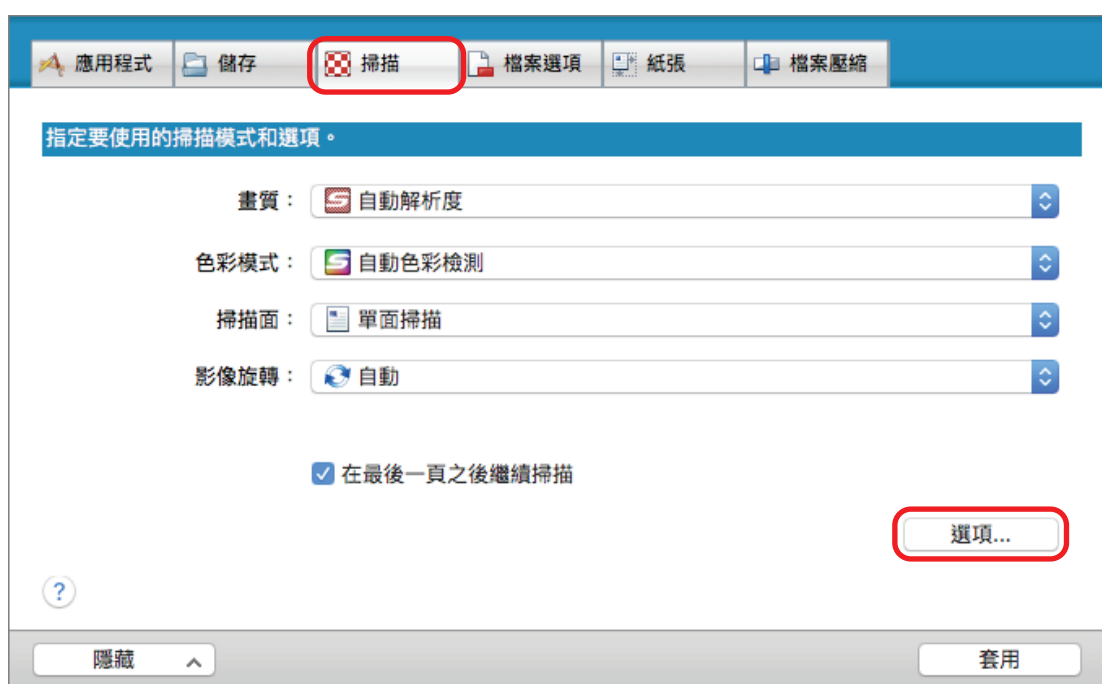 應用程式 儲存 掃描 檔案選項 紙張 檔案壓縮
指定要使用的掃描模式和選項。
畫質： 自動解析度
色彩模式： 自動色彩檢測
掃描面： 單面掃描
影像旋轉： 自動
在最後一頁之後繼續掃描
選項...
?
隱藏 套用